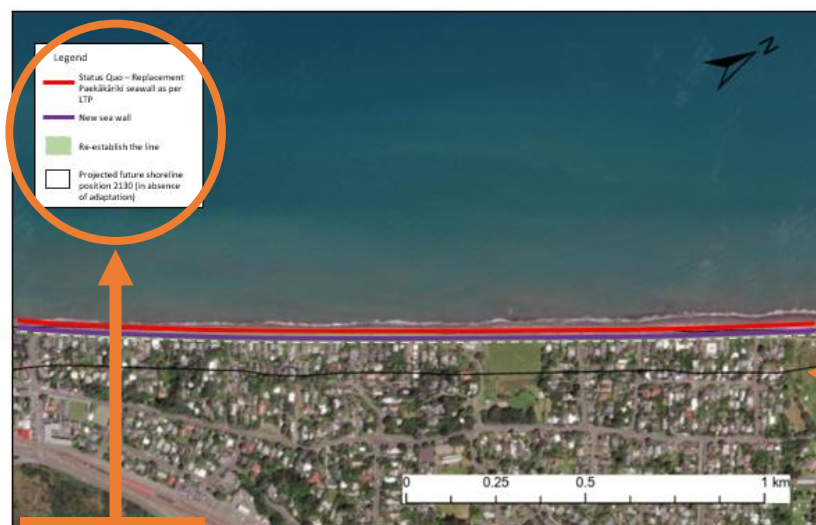 Legend
Status Quo – Replacement
Paekākāriki seawall as per
LTP
New sea wall
Re-establish the line
Projected future shoreline
position 2130 (in absence
of adaptation)
N
0
0.25
0.5
1 km